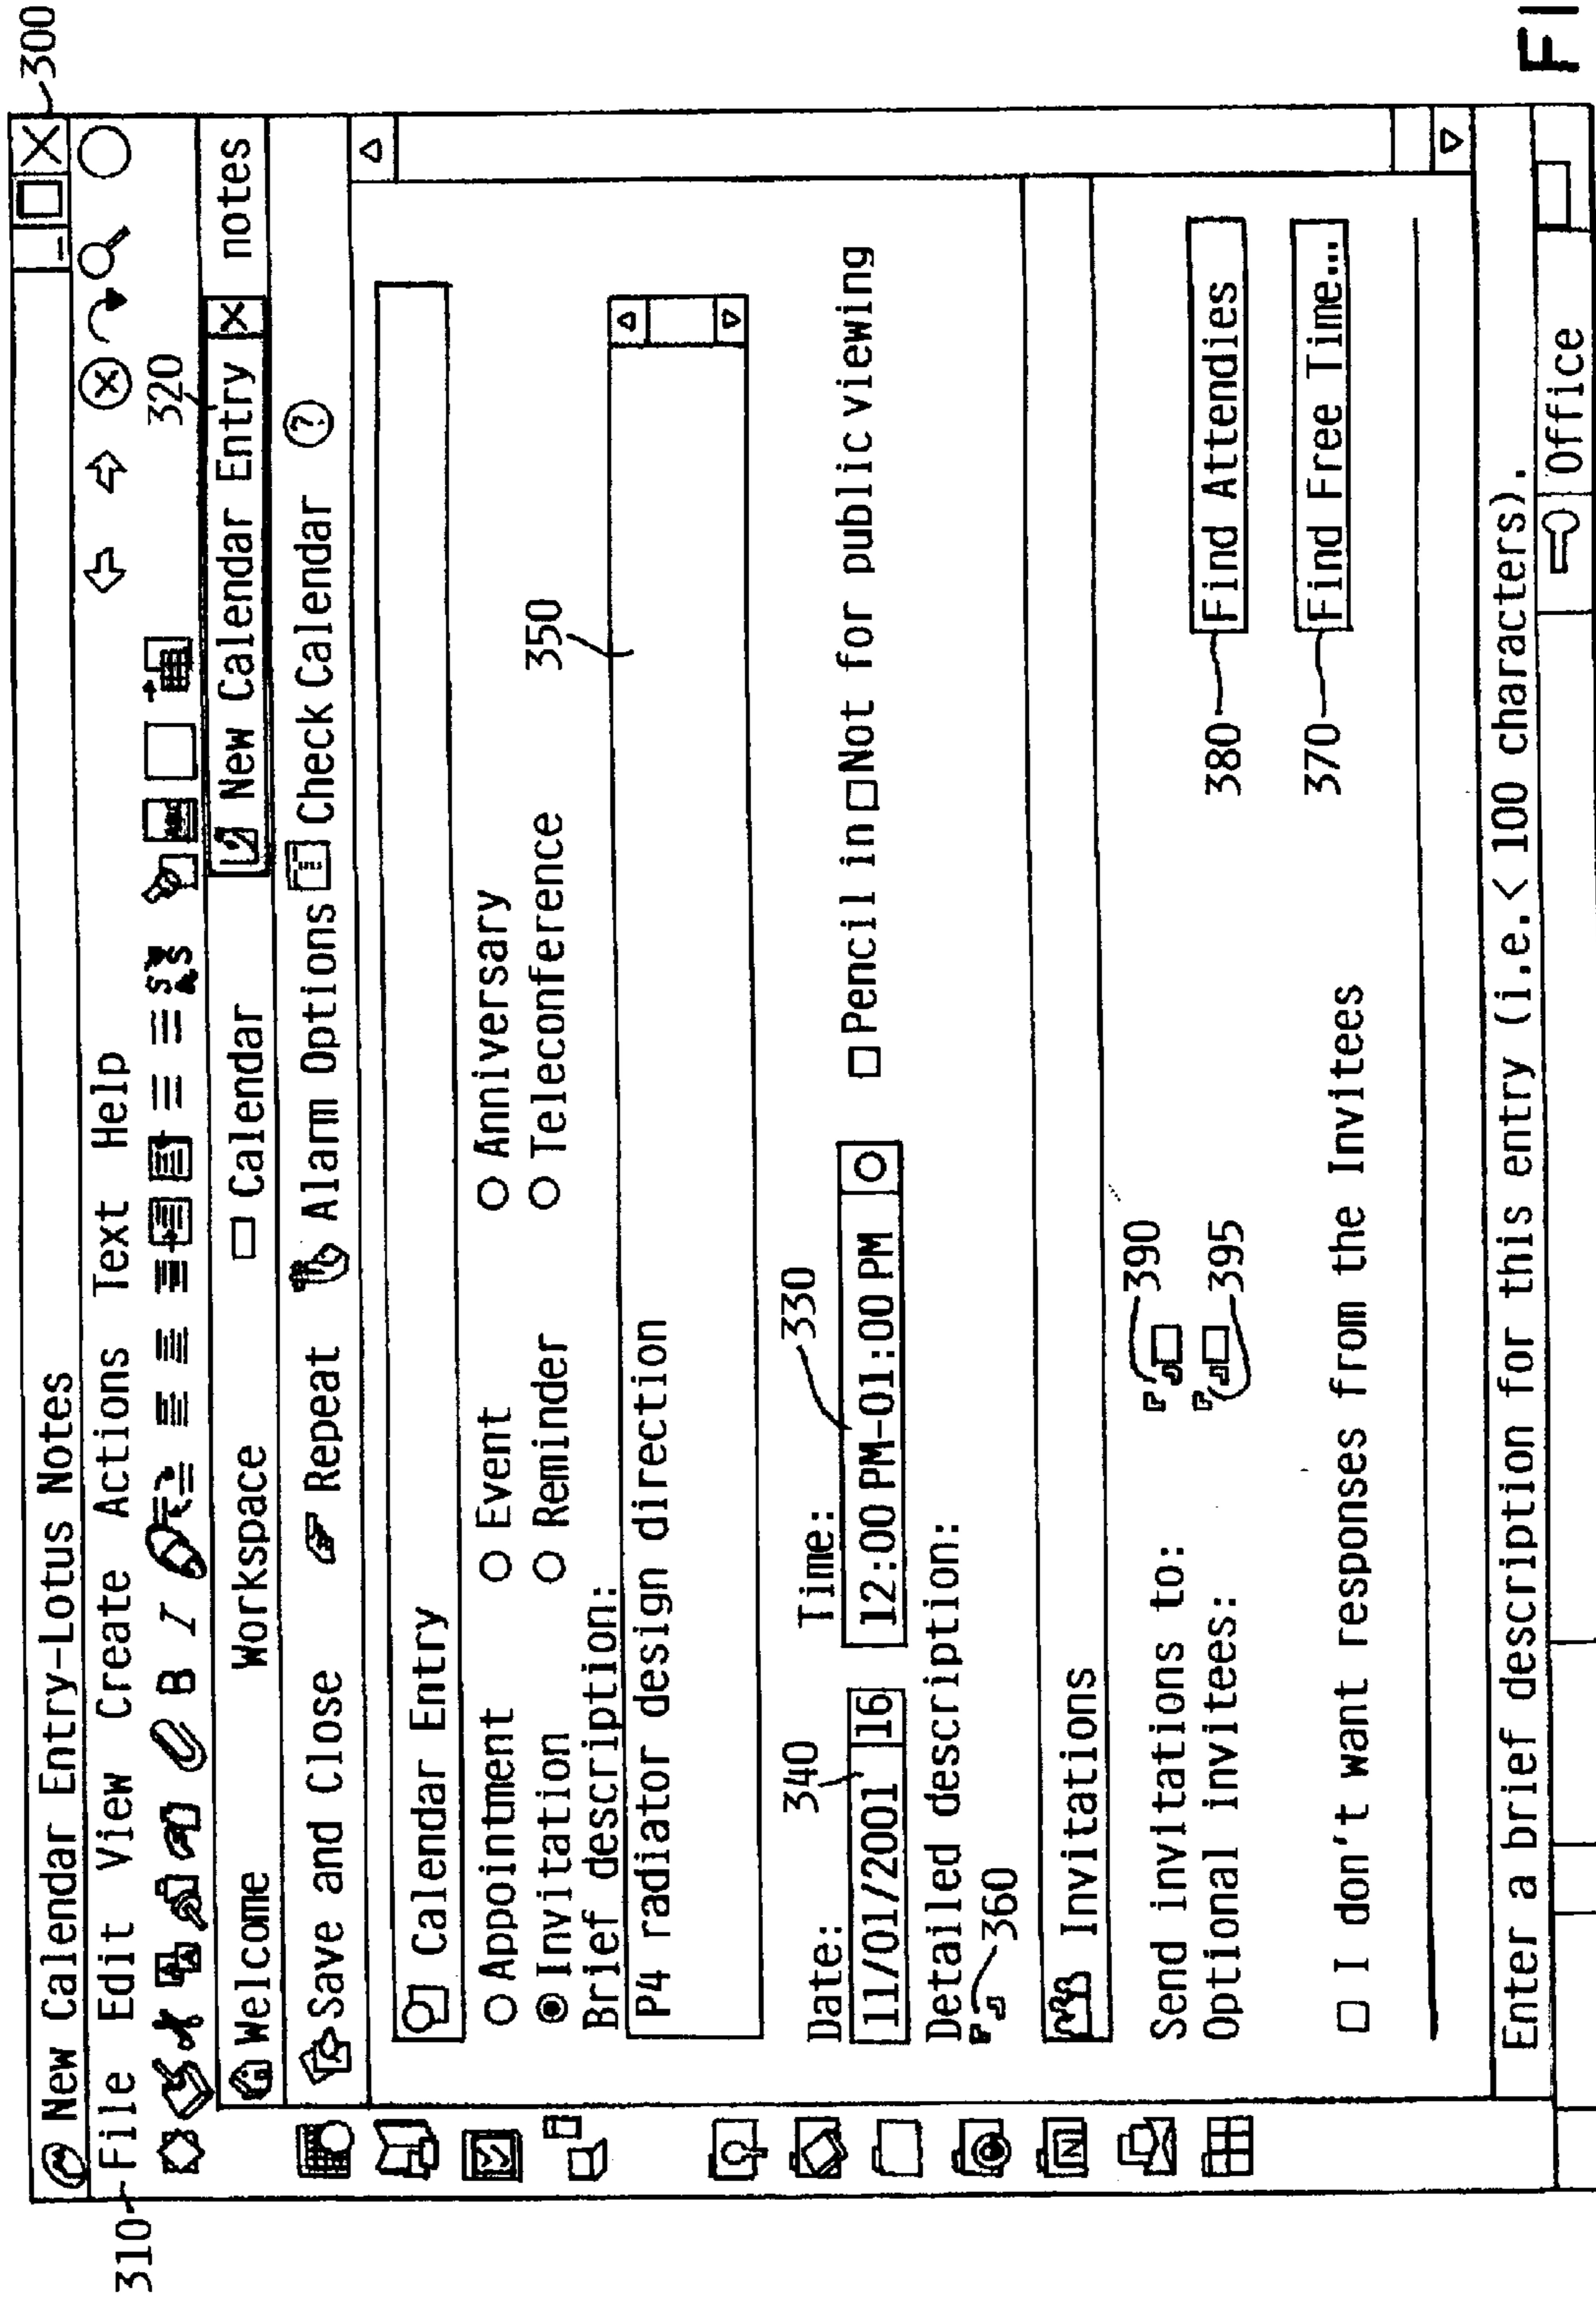 300
New Calendar Entry-Lotus Notes
310 File Edit View Create Actions Text Help
B I
320
Welcome Workspace Calendar New Calendar Entry X notes
Save and Close Repeat Alarm Options Check Calendar ?
Calendar Entry
Appointment Event Anniversary
Invitation Reminder Teleconference
Brief description: 350
P4 radiator design direction
340 330
Date: Time:
11/01/2001 16 12:00 PM-01:00 PM Pencil in Not for public viewing
Detailed description:
360
Invitations
390
Send invitations to:
Optional invitees: 395
380 Find Attendies
370 Find Free Time...
I don't want responses from the Invitees
Enter a brief description for this entry (i.e.< 100 characters).
Office